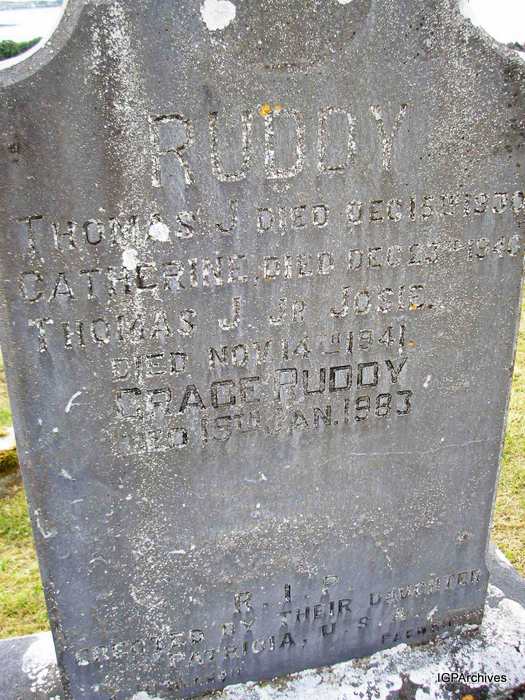 RUDDY
THOMAS J DIED DEC 15TH 1930
CATHERINE, DIED DEC 23RD 1940
THOMAS J JR JOSIE.
DIED NOV. 14TH 1941.
GRACE RUDDY
DIED 15TH JAN. 1983
R. I. P.
ERECTED BY THEIR DAUGHTER
PATRICIA, U. S. A.
IGPArchives